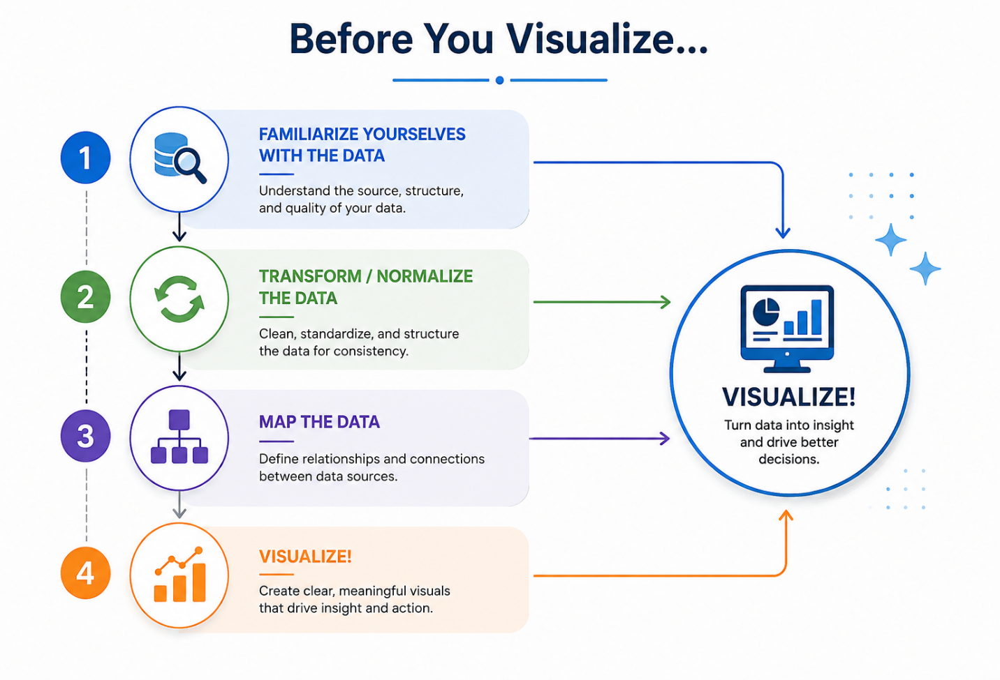 Before You Visualize...
1
FAMILIARIZE YOURSELVES
WITH THE DATA
Understand the source, structure,
and quality of your data.
2
TRANSFORM / NORMALIZE
THE DATA
Clean, standardize, and structure
the data for consistency.
3
MAP THE DATA
Define relationships and connections
between data sources.
4
VISUALIZE!
Create clear, meaningful visuals
that drive insight and action.
VISUALIZE!
Turn data into insight
and drive better
decisions.